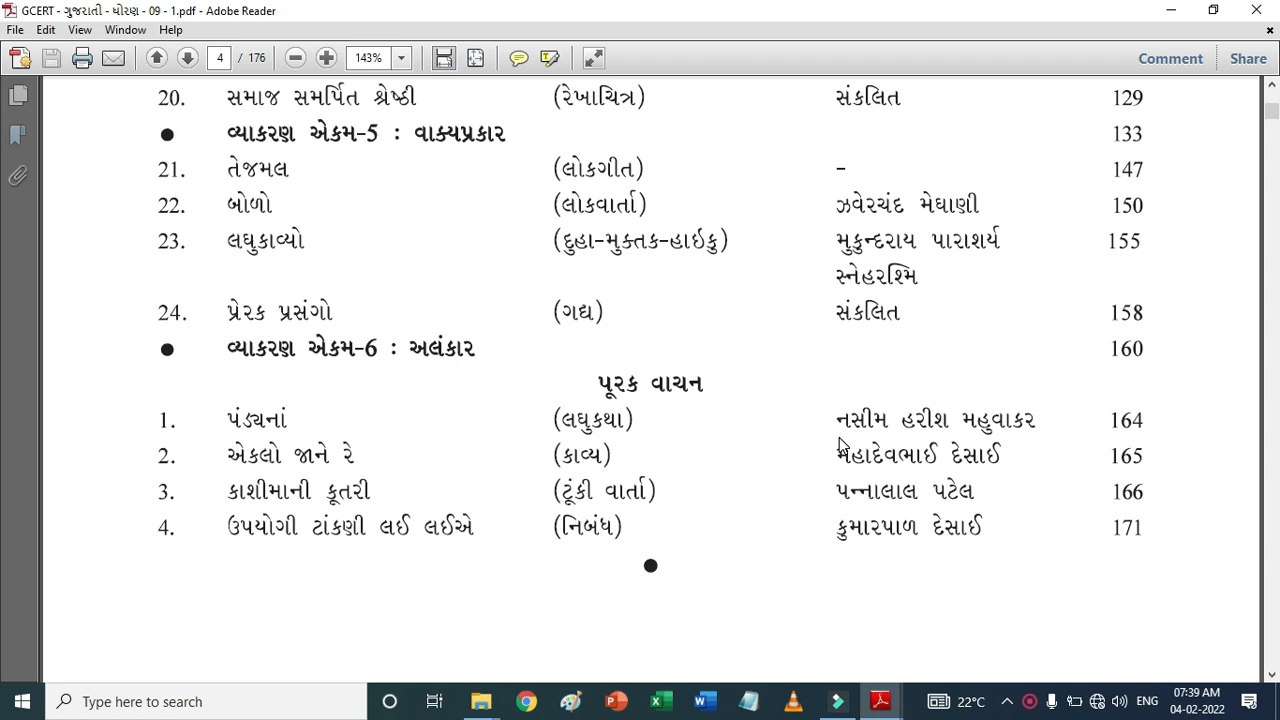 GCERT - ગુજરાતી - ધોરણ - 09 - 1.pdf - Adobe Reader
File Edit View Window Help
4 / 176 143% Comment Share
20. સમાજ સમર્પિત શ્રેષ્ઠી (રેખાચિત્ર) સંકલિત 129
● વ્યાકરણ એકમ-5 : વાક્યપ્રકાર 133
21. તેજમલ (લોકગીત) - 147
22. બોળો (લોકવાર્તા) ઝવેરચંદ મેઘાણી 150
23. લઘુકાવ્યો (દુહા-મુક્તક-હાઇકુ) મુકુન્દરાય પારાશર્ય 155
સ્નેહરશ્મિ
24. પ્રેરક પ્રસંગો (ગદ્ય) સંકલિત 158
● વ્યાકરણ એકમ-6 : અલંકાર 160
પૂરક વાચન
1. પંડ્યનાં (લઘુકથા) નસીમ હરીશ મહુવાકર 164
2. એકલો જાને રે (કાવ્ય) મહાદેવભાઈ દેસાઈ 165
3. કાશીમાની કૂતરી (ટૂંકી વાર્તા) પન્નાલાલ પટેલ 166
4. ઉપયોગી ટાંકણી લઈ લઈએ (નિબંધ) કુમારપાળ દેસાઈ 171
●
Type here to search 22°C ENG 07:39 AM
04-02-2022